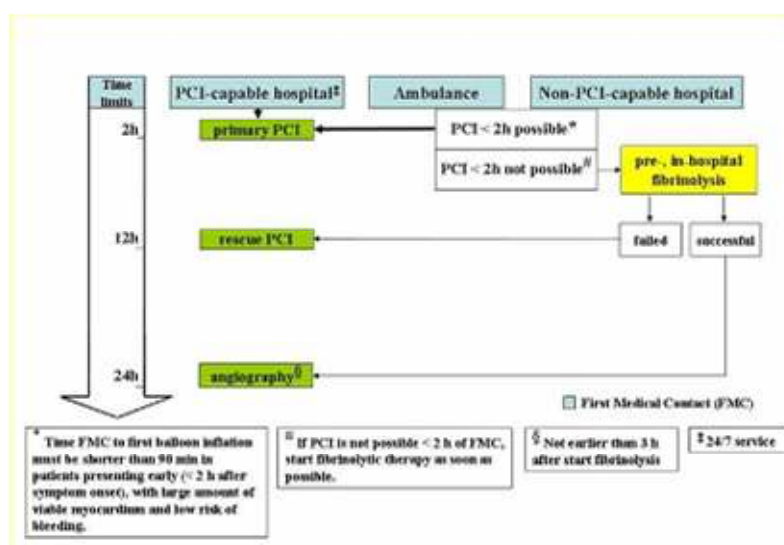 Time
limits
PCI-capable hospital‡
Ambulance
Non-PCI-capable hospital
2h
primary PCI
PCI < 2h possible*
PCI < 2h not possible#
pre-, in-hospital
fibrinolysis
12h
rescue PCI
failed
successful
24h
angiography§
First Medical Contact (FMC)
* Time FMC to first balloon inflation
must be shorter than 90 min in
patients presenting early (< 2 h after
symptom onset), with large amount of
viable myocardium and low risk of
bleeding.
# If PCI is not possible < 2 h of FMC,
start fibrinolytic therapy as soon as
possible.
§ Not earlier than 3 h
after start fibrinolysis
‡ 24/7 service